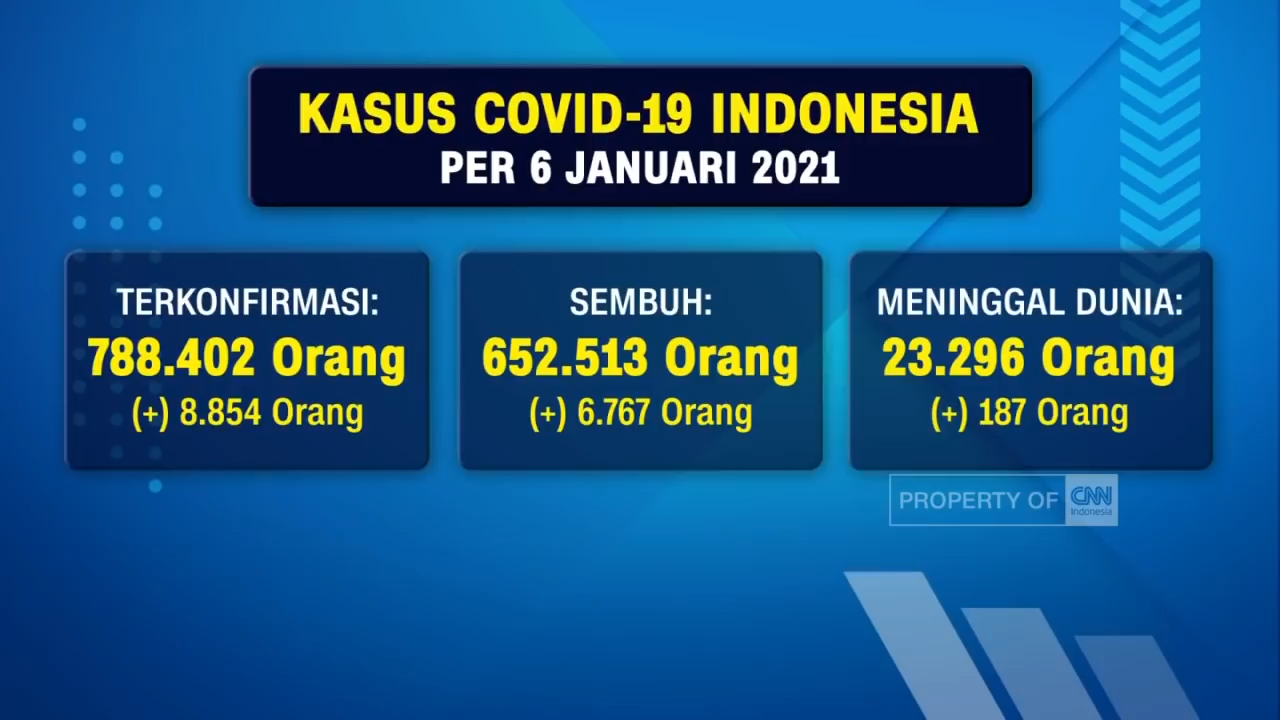 KASUS COVID-19 INDONESIA
PER 6 JANUARI 2021
TERKONFIRMASI:
788.402 Orang
(+) 8.854 Orang
SEMBUH:
652.513 Orang
(+) 6.767 Orang
MENINGGAL DUNIA:
23.296 Orang
(+) 187 Orang
PROPERTY OF CNN Indonesia